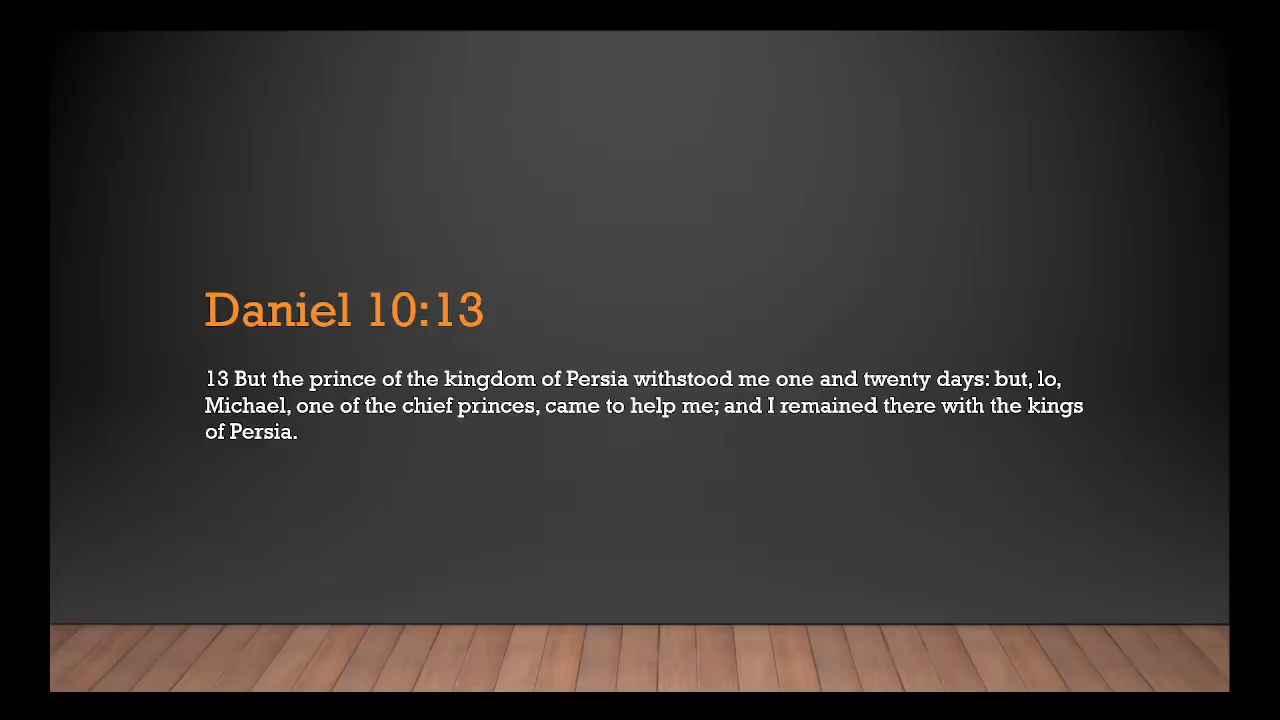 Daniel 10:13
13 But the prince of the kingdom of Persia withstood me one and twenty days: but, lo,
Michael, one of the chief princes, came to help me; and I remained there with the kings
of Persia.